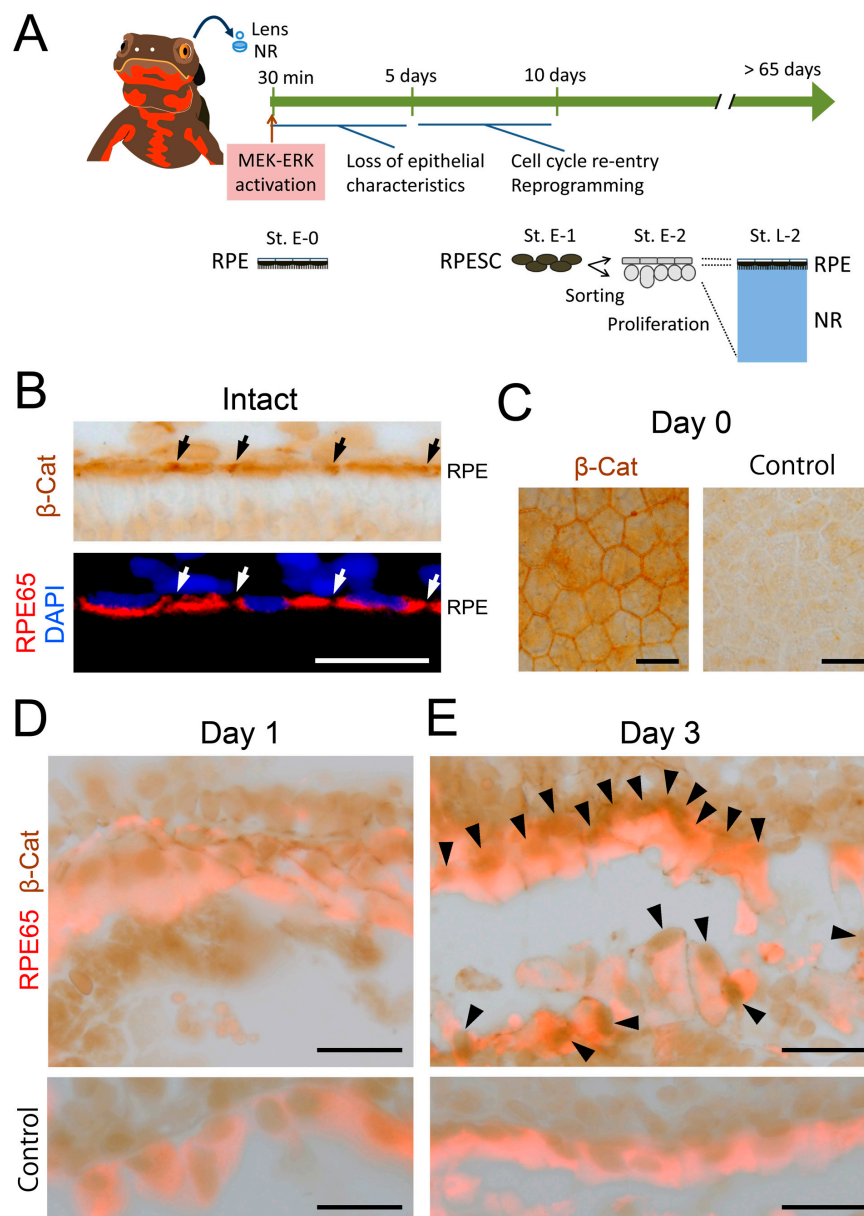 A
Lens
NR
30 min
5 days
10 days
> 65 days
MEK-ERK
activation
Loss of epithelial
characteristics
Cell cycle re-entry
Reprogramming
St. E-0
RPE
St. E-1
St. E-2
St. L-2
RPESC
Sorting
Proliferation
RPE
NR
B
Intact
β-Cat
RPE
RPE65
DAPI
RPE
C
Day 0
β-Cat
Control
D
Day 1
E
Day 3
RPE65 β-Cat
Control